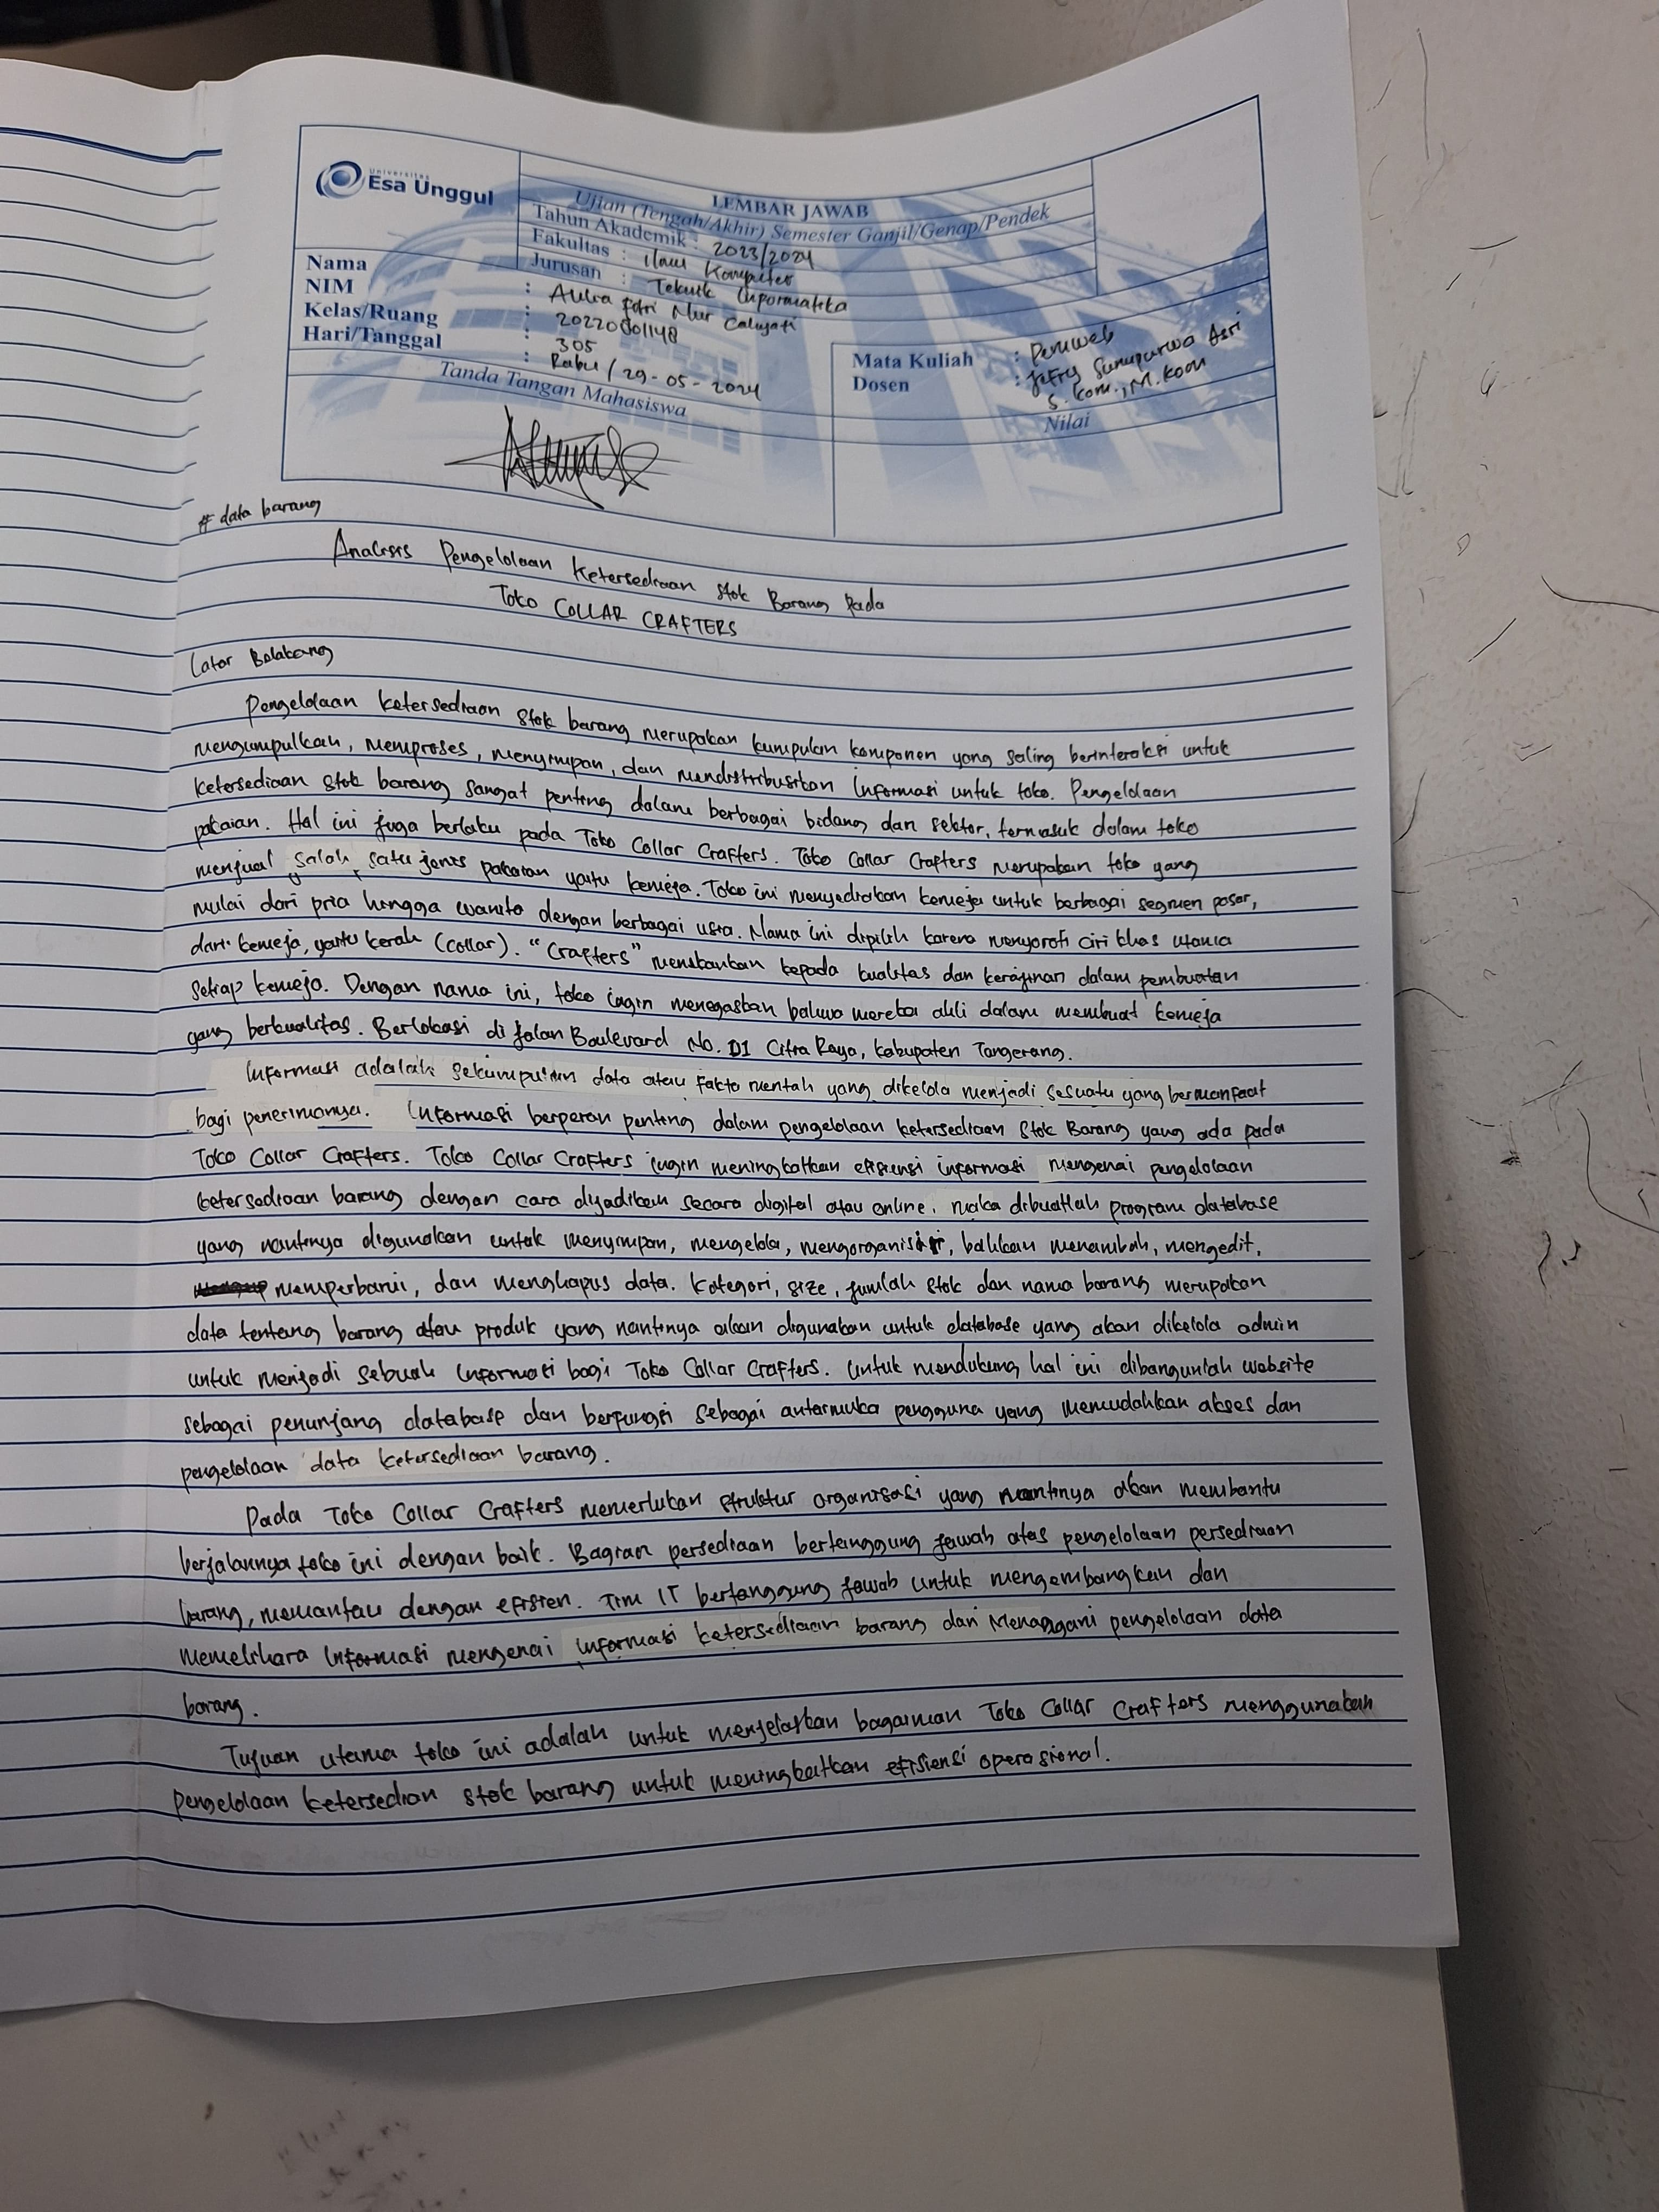 Universitas
Esa Unggul
LEMBAR JAWAB
Ujian (Tengah/Akhir) Semester Ganjil/Genap/Pendek
Tahun Akademik : 2023/2024
Fakultas : Ilmu Komputer
Jurusan : Teknik Informatika
Nama : Aulia Fitri Nur Cahyati
NIM : 20220801148
Kelas/Ruang : 305
Hari/Tanggal : Rabu / 29-05-2024
Mata Kuliah : Pemweb
Dosen : Jefry Sunupurwa Asri
S.Kom., M.Kom
Tanda Tangan Mahasiswa
Nilai
# data barang
Analisis Pengelolaan Ketersediaan Stok Barang Pada
Toko COLLAR CRAFTERS
Latar Belakang
Pengelolaan ketersediaan stok barang merupakan kumpulan komponen yang saling berinteraksi untuk
mengumpulkan, memproses, menyimpan, dan mendistribusikan informasi untuk toko. Pengelolaan
ketersediaan stok barang sangat penting dalam berbagai bidang dan sektor, termasuk dalam toko
pakaian. Hal ini juga berlaku pada Toko Collar Crafters. Toko Collar Crafters merupakan toko yang
menjual salah satu jenis pakaian yaitu kemeja. Toko ini menyediakan kemeja untuk berbagai segmen pasar,
mulai dari pria hingga wanita dengan berbagai usia. Nama ini dipilih karena menyoroti ciri khas utama
dari kemeja, yaitu kerah (collar). "Crafters" menekankan kepada kualitas dan kerajinan dalam pembuatan
setiap kemeja. Dengan nama ini, toko ingin menegaskan bahwa mereka ahli dalam membuat kemeja
yang berkualitas. Berlokasi di Jalan Boulevard No. D1 Citra Raya, Kabupaten Tangerang.
Informasi adalah sekumpulan data atau fakta mentah yang dikelola menjadi sesuatu yang bermanfaat
bagi penerimanya. Informasi berperan penting dalam pengelolaan ketersediaan Stok Barang yang ada pada
Toko Collar Crafters. Toko Collar Crafters ingin meningkatkan efisiensi informasi mengenai pengelolaan
ketersediaan barang dengan cara dijadikan secara digital atau online, maka dibuatlah program database
yang nantinya digunakan untuk menyimpan, mengelola, mengorganisir, bahkan menambah, mengedit,
memperbarui, dan menghapus data. Kategori, size, jumlah stok dan nama barang merupakan
data tentang barang atau produk yang nantinya akan digunakan untuk database yang akan dikelola admin
untuk menjadi sebuah informasi bagi Toko Collar Crafters. Untuk mendukung hal ini dibangunlah website
sebagai penunjang database dan berfungsi sebagai antarmuka pengguna yang memudahkan akses dan
pengelolaan data ketersediaan barang.
Pada Toko Collar Crafters memerlukan struktur organisasi yang nantinya akan membantu
berjalannya toko ini dengan baik. Bagian persediaan bertanggung jawab atas pengelolaan persediaan
barang, memantau dengan efisien. Tim IT bertanggung jawab untuk mengembangkan dan
memelihara Informasi mengenai informasi ketersediaan barang dan Menangani pengelolaan data
barang.
Tujuan utama toko ini adalah untuk menjelaskan bagaiman Toko Collar Crafters menggunakan
pengelolaan ketersedian stok barang untuk meningkatkan efisiensi operasional.